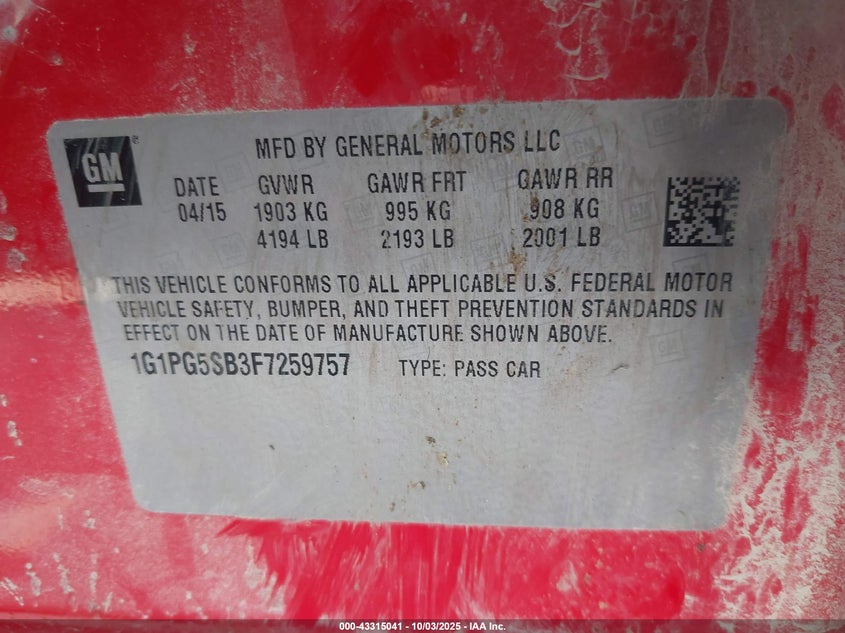 GM
MFD BY GENERAL MOTORS LLC
DATE GVWR GAWR FRT GAWR RR
04/15 1903 KG 995 KG 908 KG
4194 LB 2193 LB 2001 LB
THIS VEHICLE CONFORMS TO ALL APPLICABLE U.S. FEDERAL MOTOR
VEHICLE SAFETY, BUMPER, AND THEFT PREVENTION STANDARDS IN
EFFECT ON THE DATE OF MANUFACTURE SHOWN ABOVE.
1G1PG5SB3F7259757 TYPE: PASS CAR
000-43315041 - 10/03/2025 - IAA Inc.